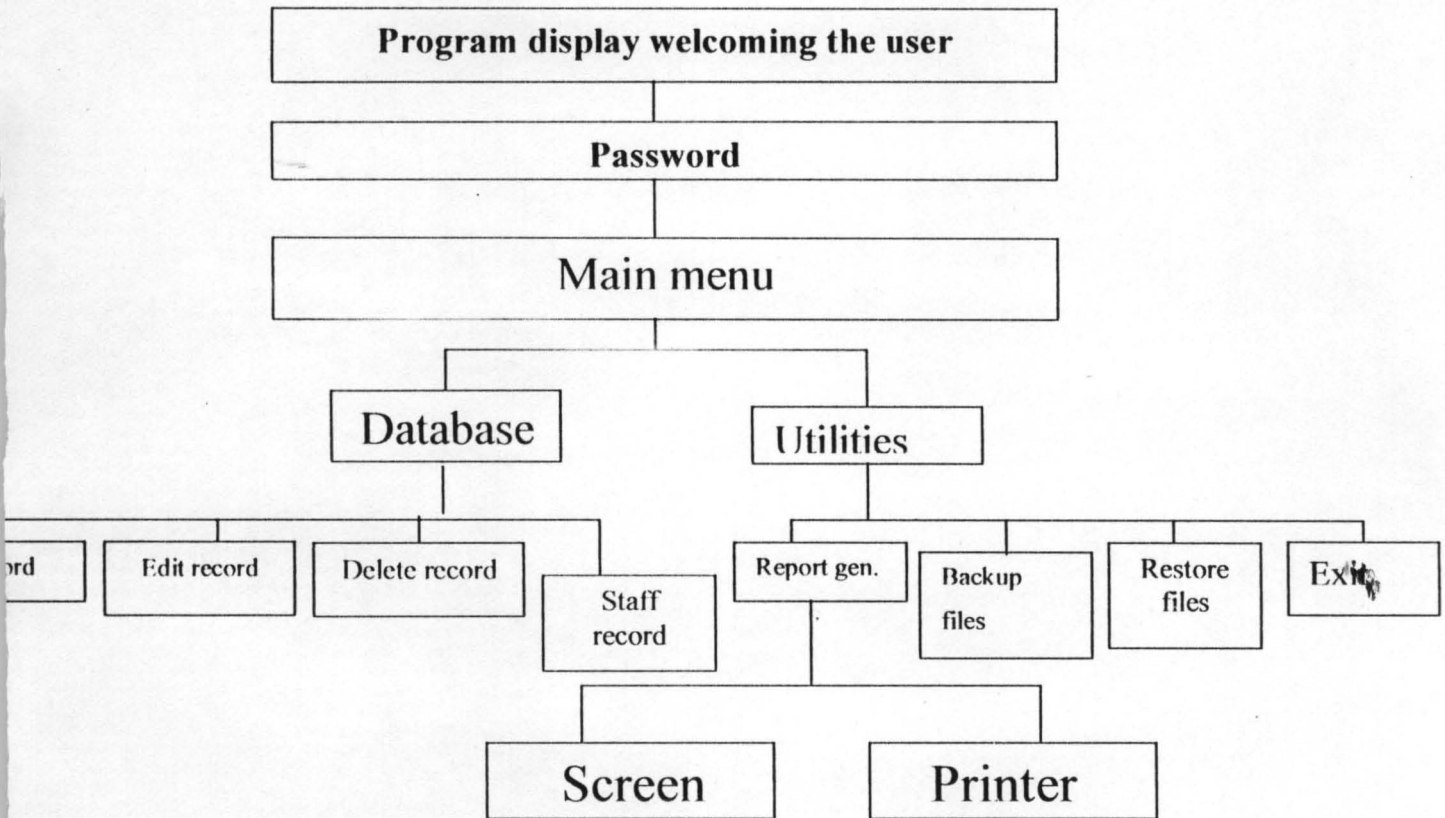 Program display welcoming the user
Password
Main menu
Database
Utilities
Edit record
Delete record
Staff
record
Report gen.
Backup
files
Restore
files
Exit
Screen
Printer